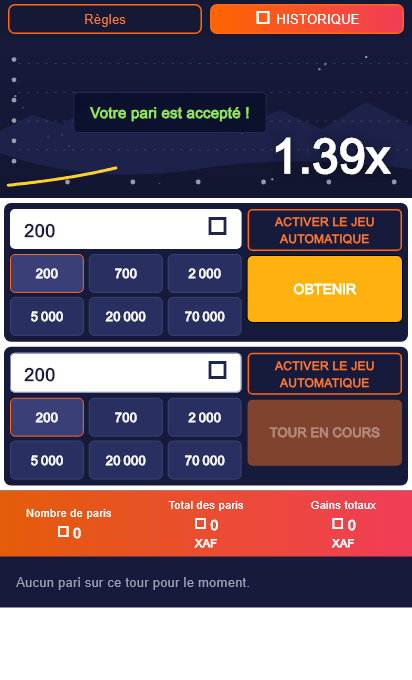 Règles
HISTORIQUE
Votre pari est accepté !
1.39x
200
ACTIVER LE JEU
AUTOMATIQUE
200 700 2 000
OBTENIR
5 000 20 000 70 000
200
ACTIVER LE JEU
AUTOMATIQUE
200 700 2 000
TOUR EN COURS
5 000 20 000 70 000
Nombre de paris
0
Total des paris
0
XAF
Gains totaux
0
XAF
Aucun pari sur ce tour pour le moment.